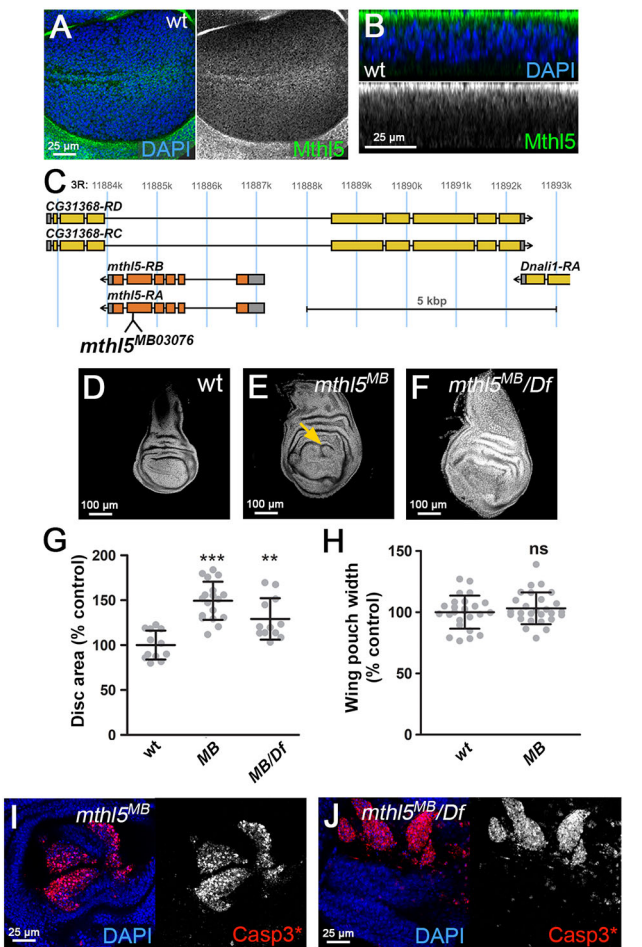 A wt
DAPI Mthl5
25 µm
B
wt DAPI
Mthl5
25 µm
C 3R: 11884k 11885k 11886k 11887k 11888k 11889k 11890k 11891k 11892k 11893k
CG31368-RD
CG31368-RC
mthl5-RB Dnali1-RA
mthl5-RA
5 kbp
mthl5MB03076
D wt
100 µm
E mthl5MB
100 µm
F mthl5MB/Df
100 µm
G
Disc area (% control)
200
150
100
50
0
*** **
wt MB MB/Df
H
Wing pouch width
(% control)
150
100
50
0
ns
wt MB
I mthl5MB
25 µm DAPI Casp3*
J mthl5MB/Df
25 µm DAPI Casp3*